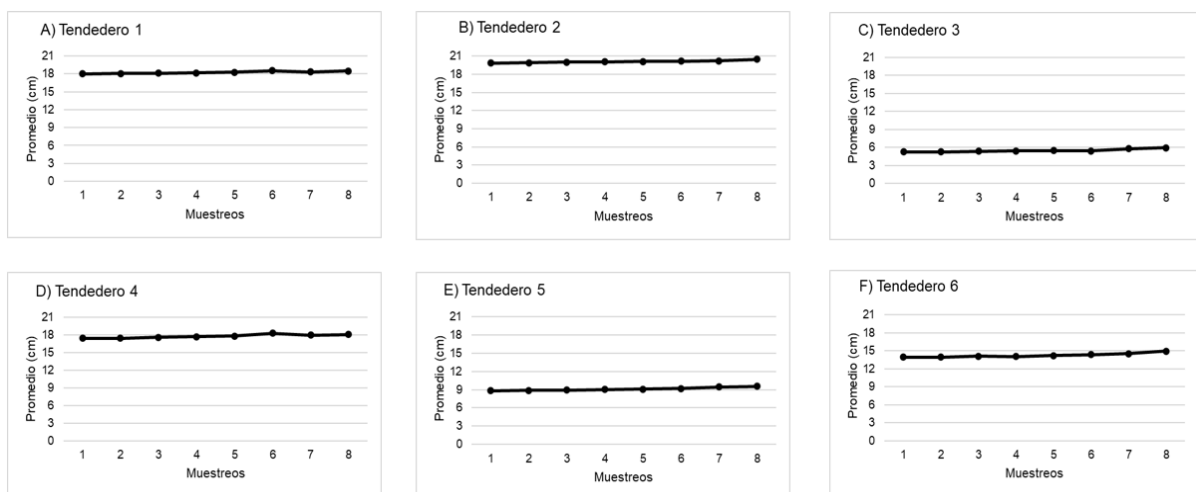 A) Tendedero 1
Promedio (cm)
21
18
15
12
9
6
3
0
1 2 3 4 5 6 7 8
Muestreos
B) Tendedero 2
Promedio (cm)
21
18
15
12
9
6
3
0
1 2 3 4 5 6 7 8
Muestreos
C) Tendedero 3
Promedio (cm)
21
18
15
12
9
6
3
0
1 2 3 4 5 6 7 8
Muestreos
D) Tendedero 4
Promedio (cm)
21
18
15
12
9
6
3
0
1 2 3 4 5 6 7 8
Muestreos
E) Tendedero 5
Promedio (cm)
21
18
15
12
9
6
3
0
1 2 3 4 5 6 7 8
Muestreos
F) Tendedero 6
Promedio (cm)
21
18
15
12
9
6
3
0
1 2 3 4 5 6 7 8
Muestreos